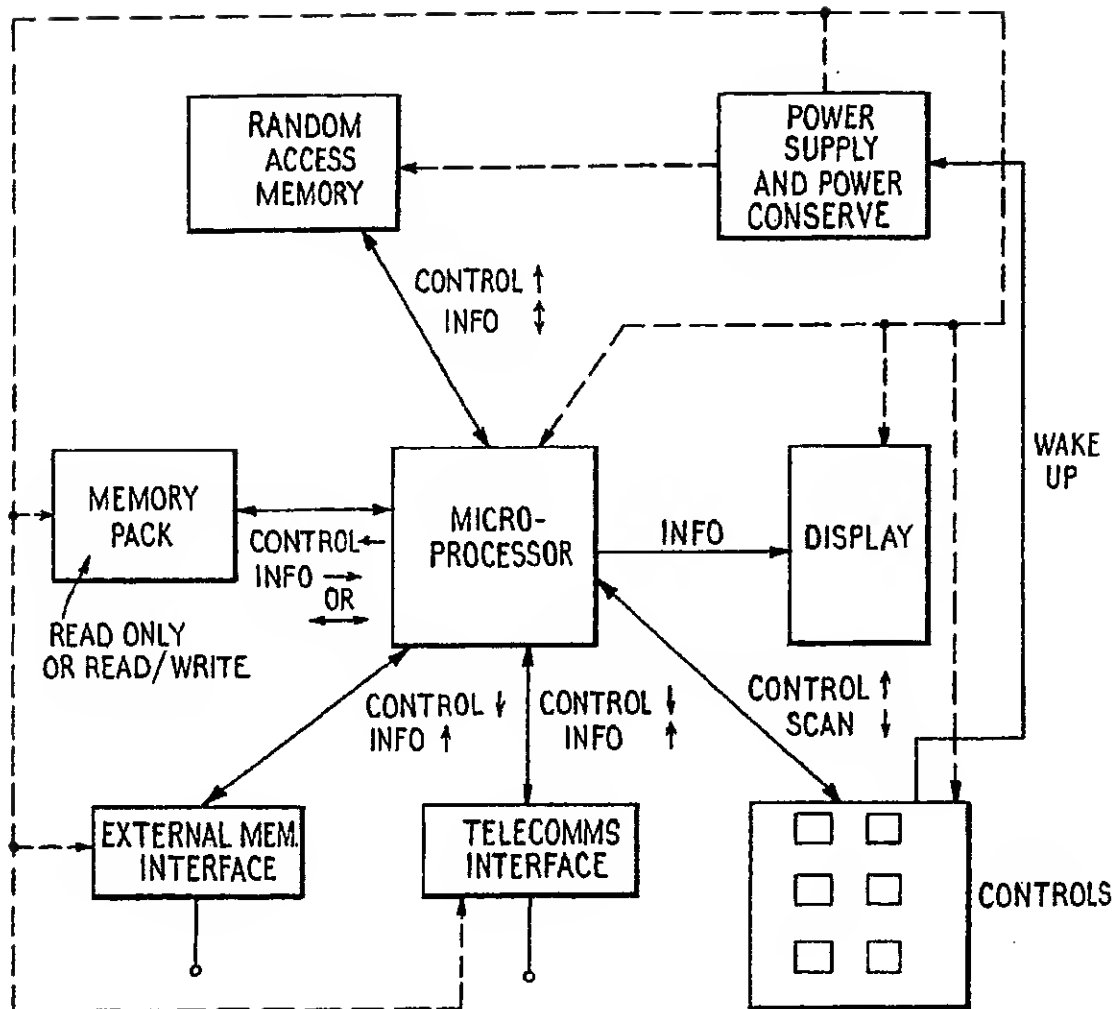 RANDOM
ACCESS
MEMORY
POWER
SUPPLY
AND POWER
CONSERVE
CONTROL ↑
INFO ↕
WAKE
UP
MEMORY
PACK
CONTROL ←
INFO →
OR
↔
MICRO-
PROCESSOR
INFO
DISPLAY
READ ONLY
OR READ/WRITE
CONTROL ↓
INFO ↑
CONTROL ↓
INFO ↑
CONTROL ↑
SCAN ↓
EXTERNAL MEM.
INTERFACE
TELECOMMS
INTERFACE
CONTROLS